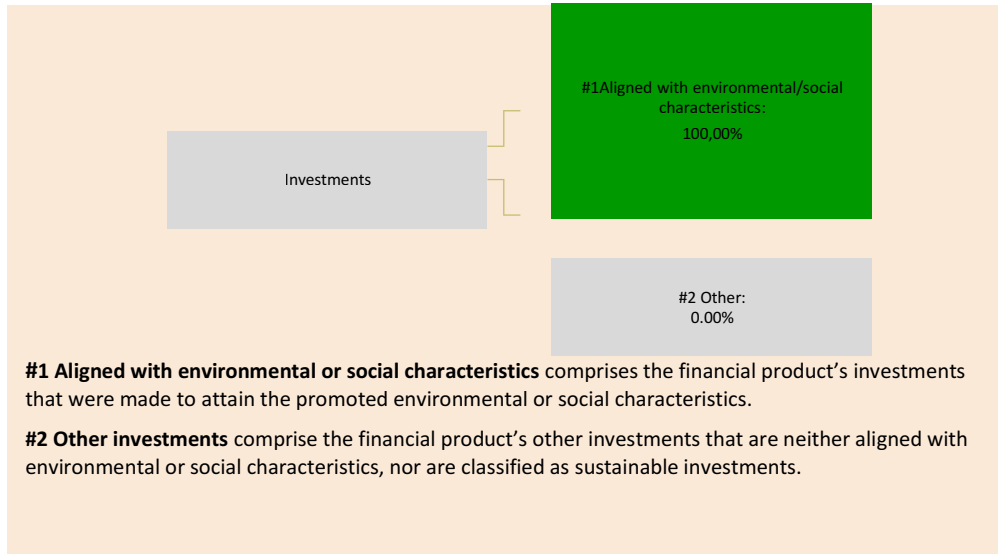 #1Aligned with environmental/social
characteristics:
100,00%
Investments
#2 Other:
0.00%
#1 Aligned with environmental or social characteristics comprises the financial product’s investments
that were made to attain the promoted environmental or social characteristics.
#2 Other investments comprise the financial product’s other investments that are neither aligned with
environmental or social characteristics, nor are classified as sustainable investments.